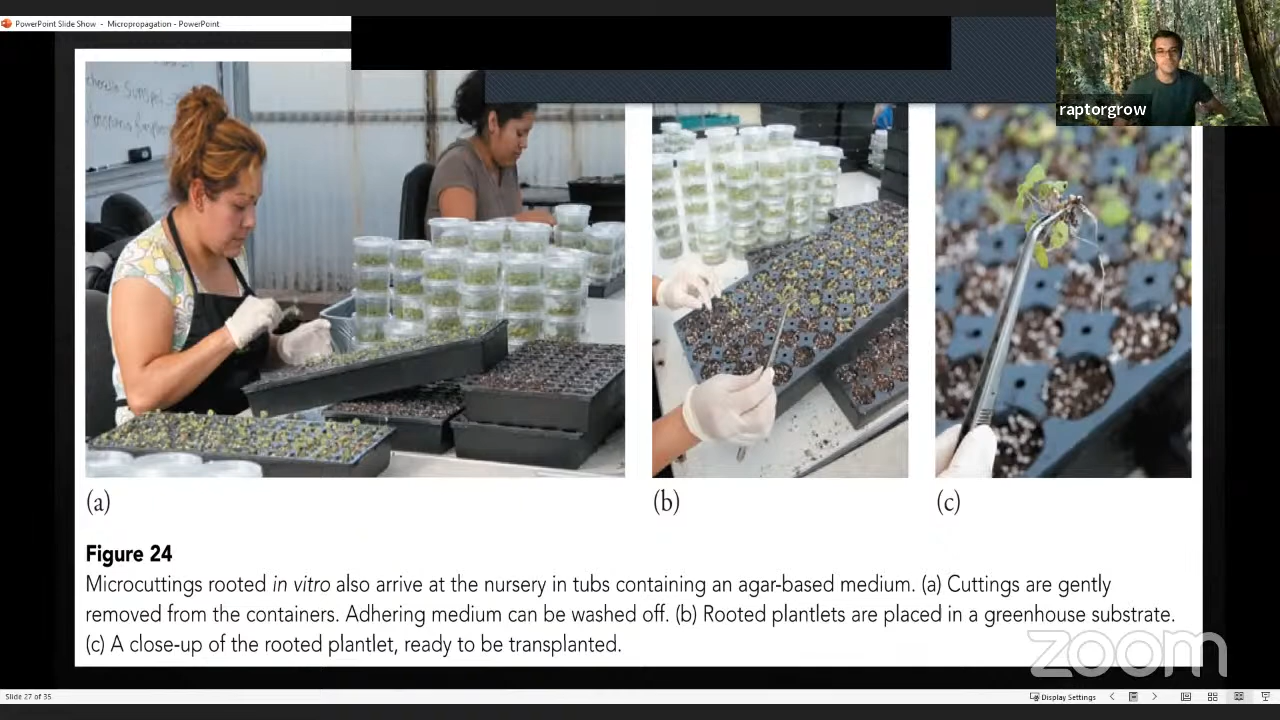 PowerPoint Slide Show - Micropropagation - PowerPoint
raptorgrow
(a)
(b)
(c)
Figure 24
Microcuttings rooted in vitro also arrive at the nursery in tubs containing an agar-based medium. (a) Cuttings are gently
removed from the containers. Adhering medium can be washed off. (b) Rooted plantlets are placed in a greenhouse substrate.
(c) A close-up of the rooted plantlet, ready to be transplanted.
zoom
Slide 27 of 35
Display Settings